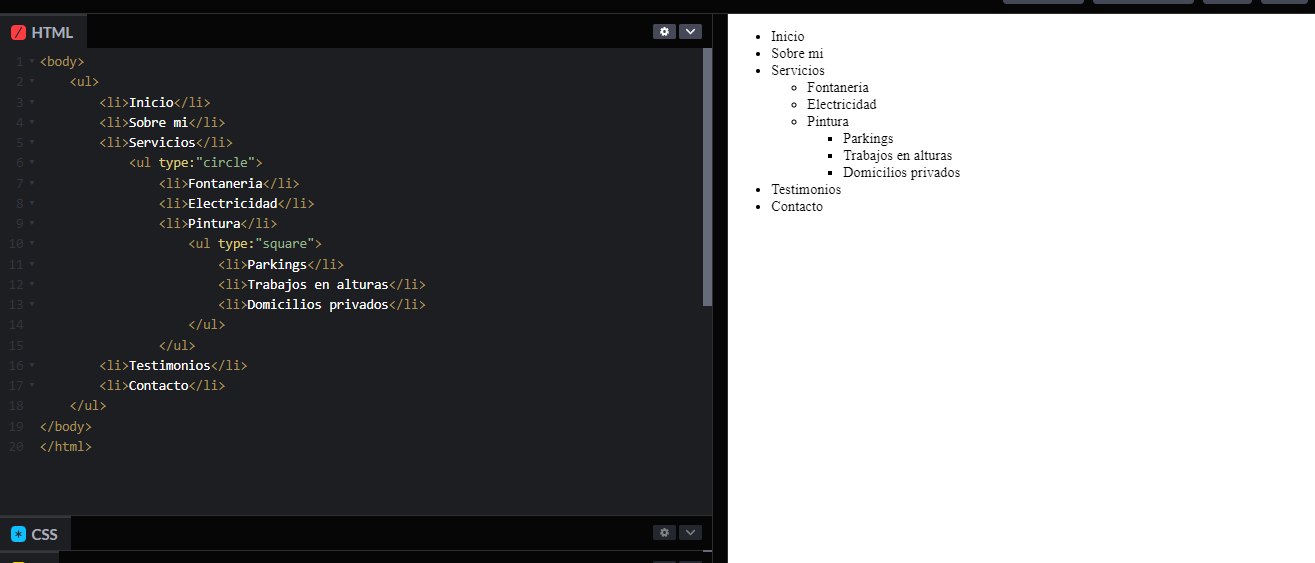 HTML
1 <body>
2 <ul>
3 <li>Inicio</li>
4 <li>Sobre mi</li>
5 <li>Servicios</li>
6 <ul type:"circle">
7 <li>Fontaneria</li>
8 <li>Electricidad</li>
9 <li>Pintura</li>
10 <ul type:"square">
11 <li>Parkings</li>
12 <li>Trabajos en alturas</li>
13 <li>Domicilios privados</li>
14 </ul>
15 </ul>
16 <li>Testimonios</li>
17 <li>Contacto</li>
18 </ul>
19 </body>
20 </html>
CSS
Inicio
Sobre mi
Servicios
Fontaneria
Electricidad
Pintura
Parkings
Trabajos en alturas
Domicilios privados
Testimonios
Contacto